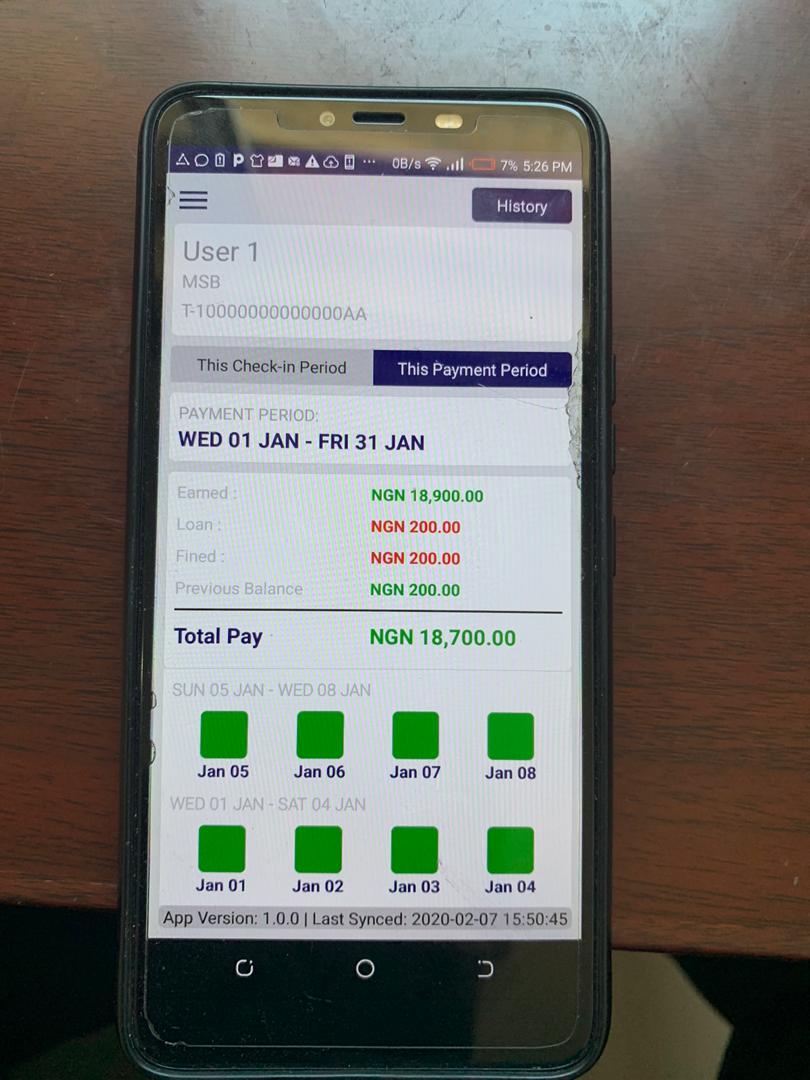 0B/s 7% 5:26 PM
History
User 1
MSB
T-10000000000000AA
This Check-in Period This Payment Period
PAYMENT PERIOD:
WED 01 JAN - FRI 31 JAN
Earned : NGN 18,900.00
Loan : NGN 200.00
Fined : NGN 200.00
Previous Balance NGN 200.00
Total Pay NGN 18,700.00
SUN 05 JAN - WED 08 JAN
Jan 05 Jan 06 Jan 07 Jan 08
WED 01 JAN - SAT 04 JAN
Jan 01 Jan 02 Jan 03 Jan 04
App Version: 1.0.0 | Last Synced: 2020-02-07 15:50:45